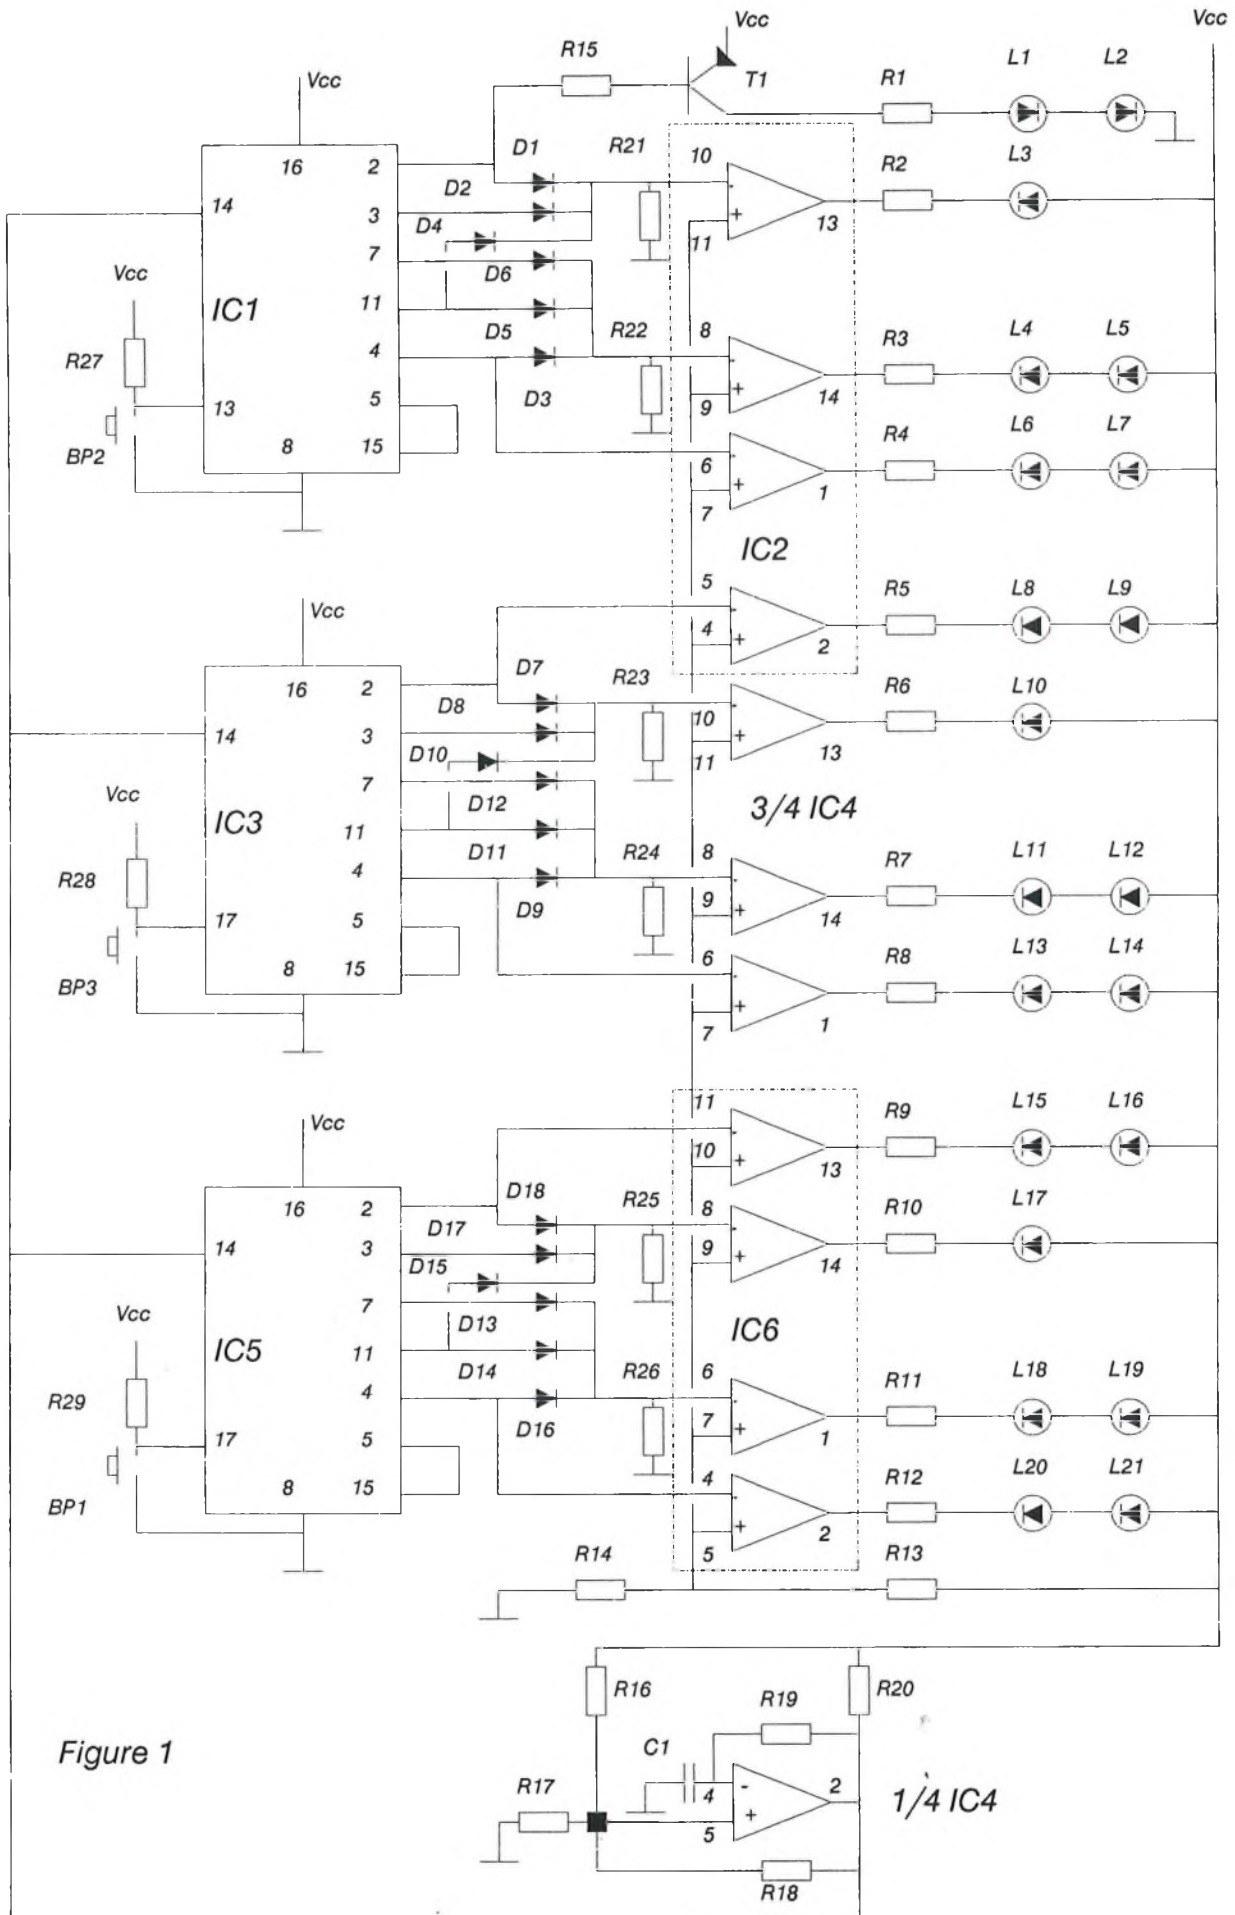 Vcc Vcc
R15 T1 R1 L1 L2
Vcc
D1 R21 10 R2 L3
16 2
14 D2
3 D4 11 13
7
Vcc D6
IC1 11 R22 8 R3 L4 L5
R27 4 D5
13 5 D3 9 14 R4 L6 L7
BP2 8 15 6
7 1
IC2
Vcc 5 R5 L8 L9
4 2
16 2 D7 R23 R6 L10
D8
14 3 10
D10 11 13
7
Vcc D12 3/4 IC4
IC3 11
R28 4 D11 R24 8 R7 L11 L12
17 5 D9 9 14
BP3 8 15 6 R8 L13 L14
7 1
Vcc 11 R9 L15 L16
10 13
16 2 D18 R25 8 R10 L17
D17
14 3 9
D15 14
7
Vcc D13 IC6
IC5 11
R29 4 D14 R26 6 R11 L18 L19
17 5 D16 7 1
BP1 8 15 4 R12 L20 L21
5 2
R14 R13
R16 R19 R20
Figure 1 C1
R17 4 - 2 1/4 IC4
5 +
R18